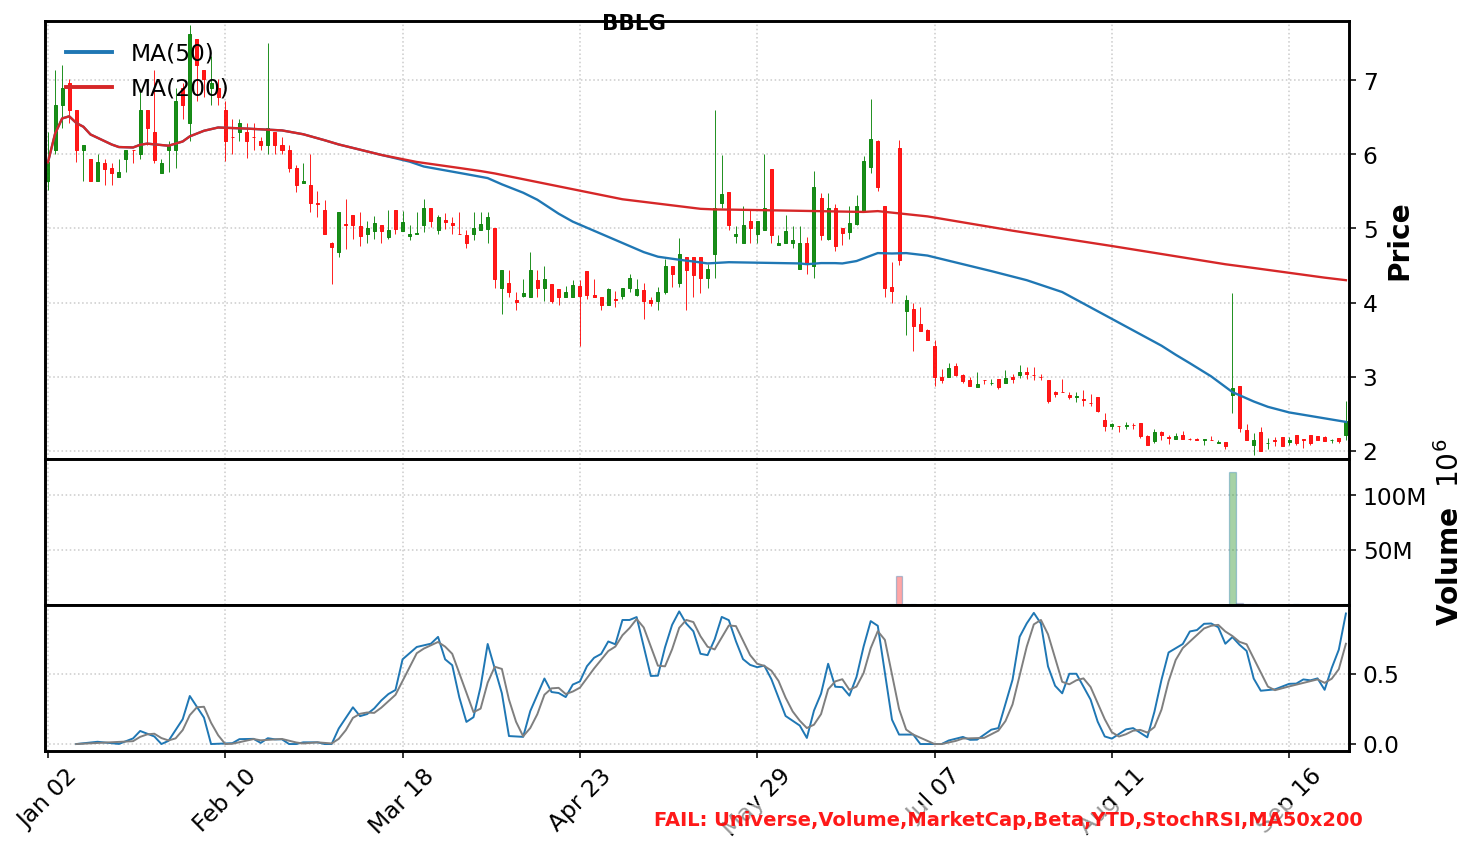 BBLG
MA(50)
MA(200)
7
6
5
4
3
2
Price
100M
50M
Volume 10⁶
0.5
0.0
Jan 02
Feb 10
Mar 18
Apr 23
May 29
Jul 07
Aug 11
Sep 16
FAIL: Universe,Volume,MarketCap,Beta,YTD,StochRSI,MA50x200